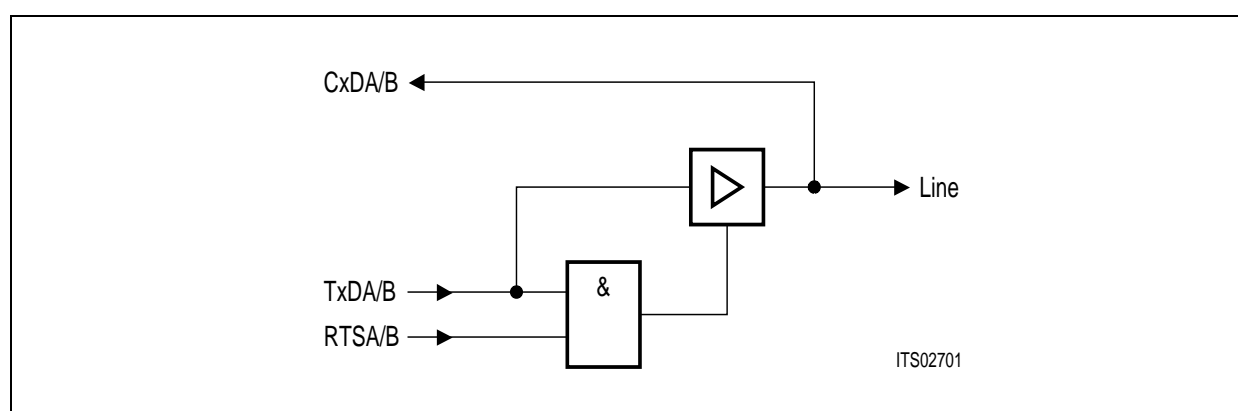 CxDA/B
Line
TxDA/B
&
RTSA/B
ITS02701